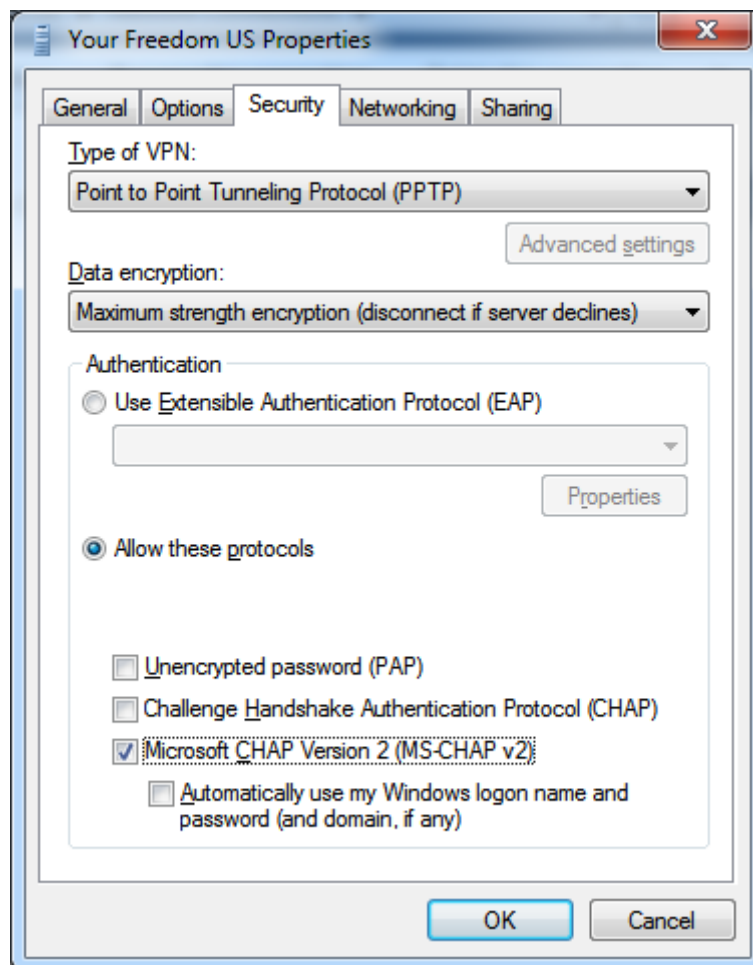 Your Freedom US Properties
General Options Security Networking Sharing
Type of VPN:
Point to Point Tunneling Protocol (PPTP)
Advanced settings
Data encryption:
Maximum strength encryption (disconnect if server declines)
Authentication
Use Extensible Authentication Protocol (EAP)
Properties
Allow these protocols
Unencrypted password (PAP)
Challenge Handshake Authentication Protocol (CHAP)
Microsoft CHAP Version 2 (MS-CHAP v2)
Automatically use my Windows logon name and
password (and domain, if any)
OK Cancel